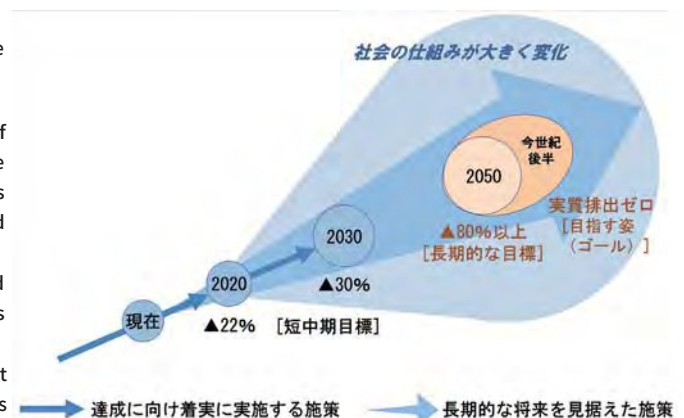 社会の仕組みが大きく変化
今世紀
後半
2050
実質排出ゼロ
[目指す姿
(ゴール)]
▲80%以上
[長期的な目標]
2030
▲30%
2020
▲22% [短中期目標]
現在
達成に向け着実に実施する施策
長期的な将来を見据えた施策
e
f
e
s
d
d
s
t
s